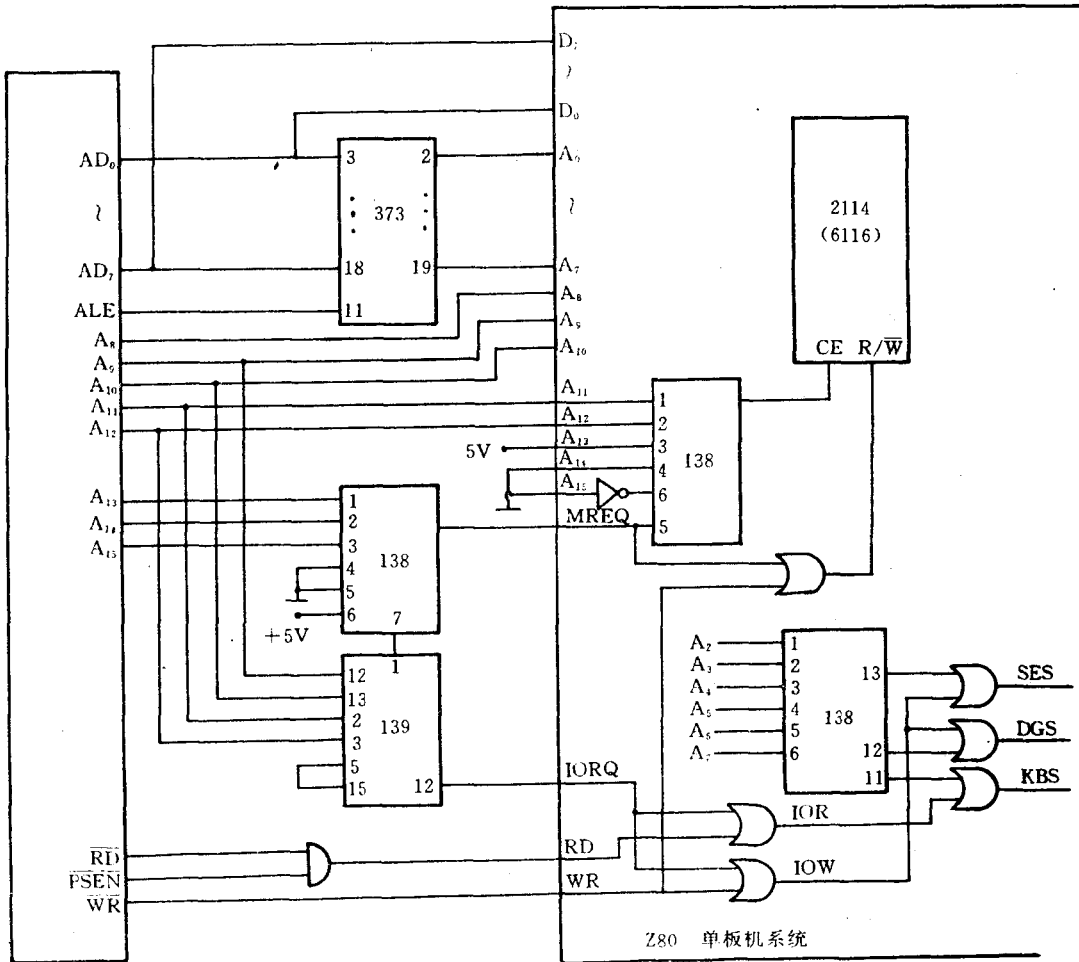 D₇
~
D₀
AD₀
~
AD₇
ALE
A₈
A₉
A₁₀
A₁₁
A₁₂
A₁₃
A₁₄
A₁₅
R̅D̅
P̅S̅E̅N̅
W̅R̅
3 2
373
18 19
11
A₀
~
A₇
A₈
A₉
A₁₀
A₁₁
A₁₂
A₁₃
A₁₄
A₁₅
MREQ
5V
1
2
3
4
6
5
138
2114
(6116)
CE R/W̅
1
2
3
4
5
6
138
7
+5V
1
12
13
2
3
5
15
139
12
IORQ
RD
WR
A₂
A₃
A₄
A₅
A₆
A₇
1
2
3
4
5
6
138
13
12
11
SES
DGS
KBS
IOR
IOW
Z80 单板机系统